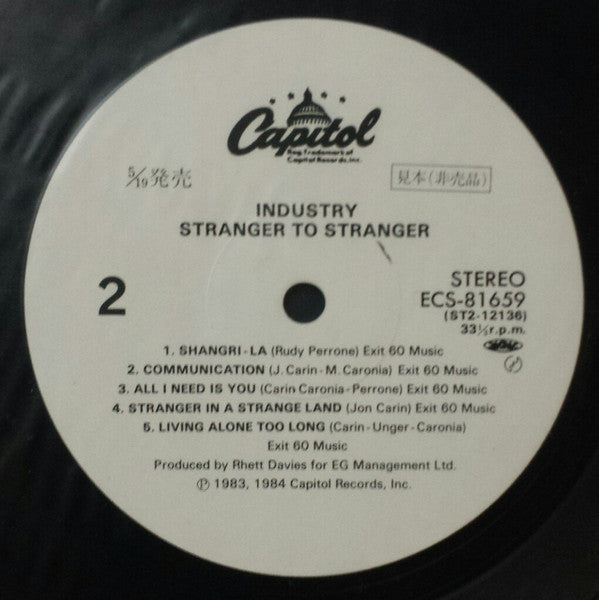 Capitol
Reg. Trademark of
Capitol Records, Inc.
5/19発売
見本(非売品)
INDUSTRY
STRANGER TO STRANGER
2
STEREO
ECS-81659
(ST2-12136)
33⅓r.p.m.
1. SHANGRI-LA (Rudy Perrone) Exit 60 Music
2. COMMUNICATION (J. Carin-M. Caronia) Exit 60 Music
3. ALL I NEED IS YOU (Carin Caronia-Perrone) Exit 60 Music
4. STRANGER IN A STRANGE LAND (Jon Carin) Exit 60 Music
5. LIVING ALONE TOO LONG (Carin-Unger-Caronia)
Exit 60 Music
Produced by Rhett Davies for EG Management Ltd.
Ⓟ 1983, 1984 Capitol Records, Inc.